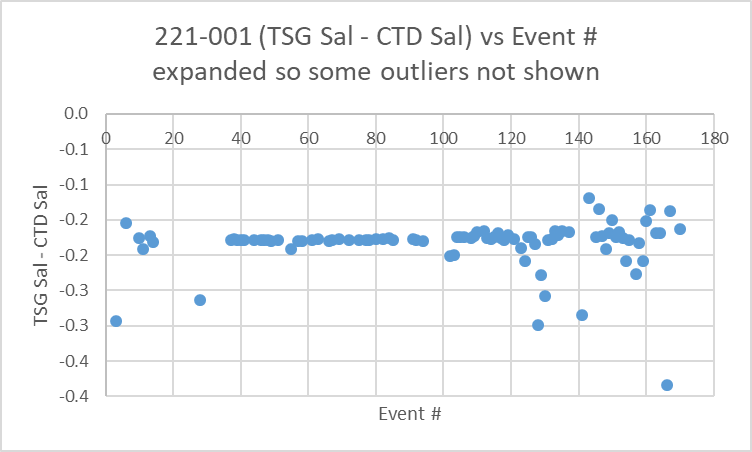 221-001 (TSG Sal - CTD Sal) vs Event #
expanded so some outliers not shown
0.0
0 20 40 60 80 100 120 140 160 180
-0.1
-0.1
-0.2
-0.2
-0.3
-0.3
-0.4
-0.4
TSG Sal - CTD Sal
Event #